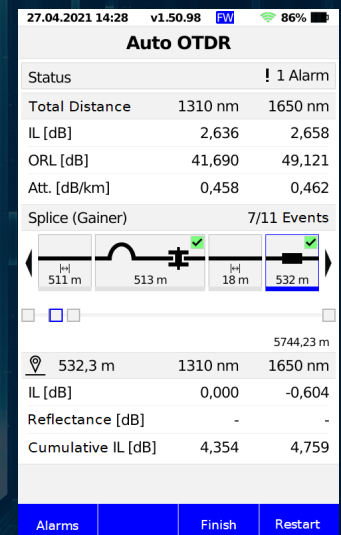 27.04.2021 14:28 v1.50.98 FW 86%
Auto OTDR
Status ! 1 Alarm
Total Distance 1310 nm 1650 nm
IL [dB] 2,636 2,658
ORL [dB] 41,690 49,121
Att. [dB/km] 0,458 0,462
Splice (Gainer) 7/11 Events
511 m 513 m 18 m 532 m
5744,23 m
532,3 m 1310 nm 1650 nm
IL [dB] 0,000 -0,604
Reflectance [dB] - -
Cumulative IL [dB] 4,354 4,759
Alarms Finish Restart